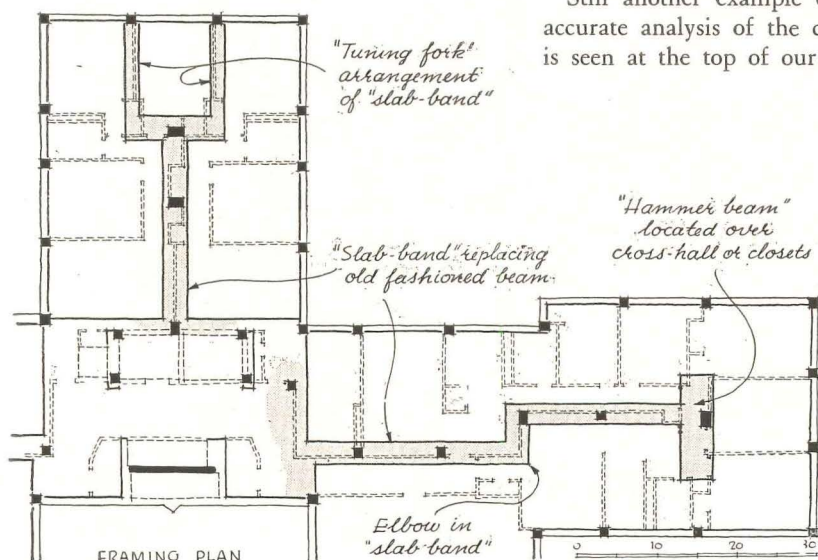 Still another example
accurate analysis of the
is seen at the top of our
"Tuning fork"
arrangement
of "slab-band"
"Hammer beam"
located over
cross-hall or closets
"Slab-band" replacing
old fashioned beam
Elbow in
"slab band"
FRAMING PLAN
0 10 20 30